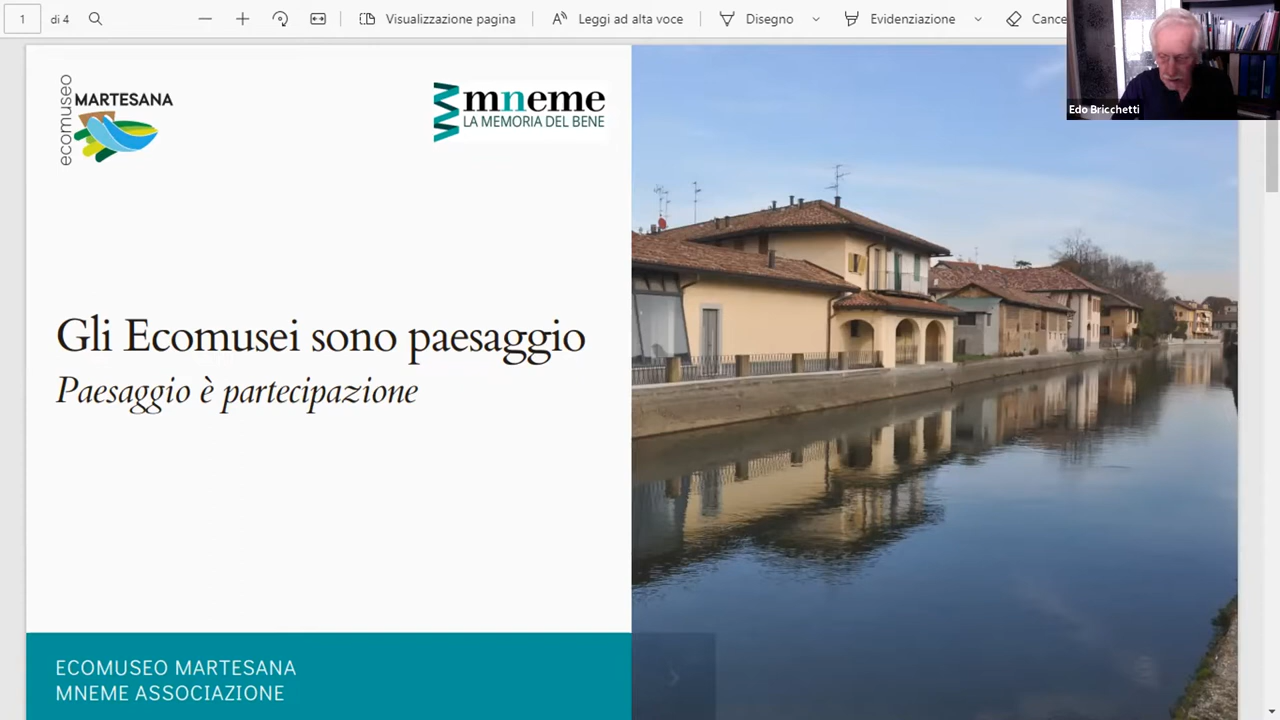 1 di 4
Visualizzazione pagina
Leggi ad alta voce
Disegno
Evidenziazione
Cance
Edo Bricchetti
ecomuseo
MARTESANA
mneme
LA MEMORIA DEL BENE
Gli Ecomusei sono paesaggio
Paesaggio è partecipazione
ECOMUSEO MARTESANA
MNEME ASSOCIAZIONE